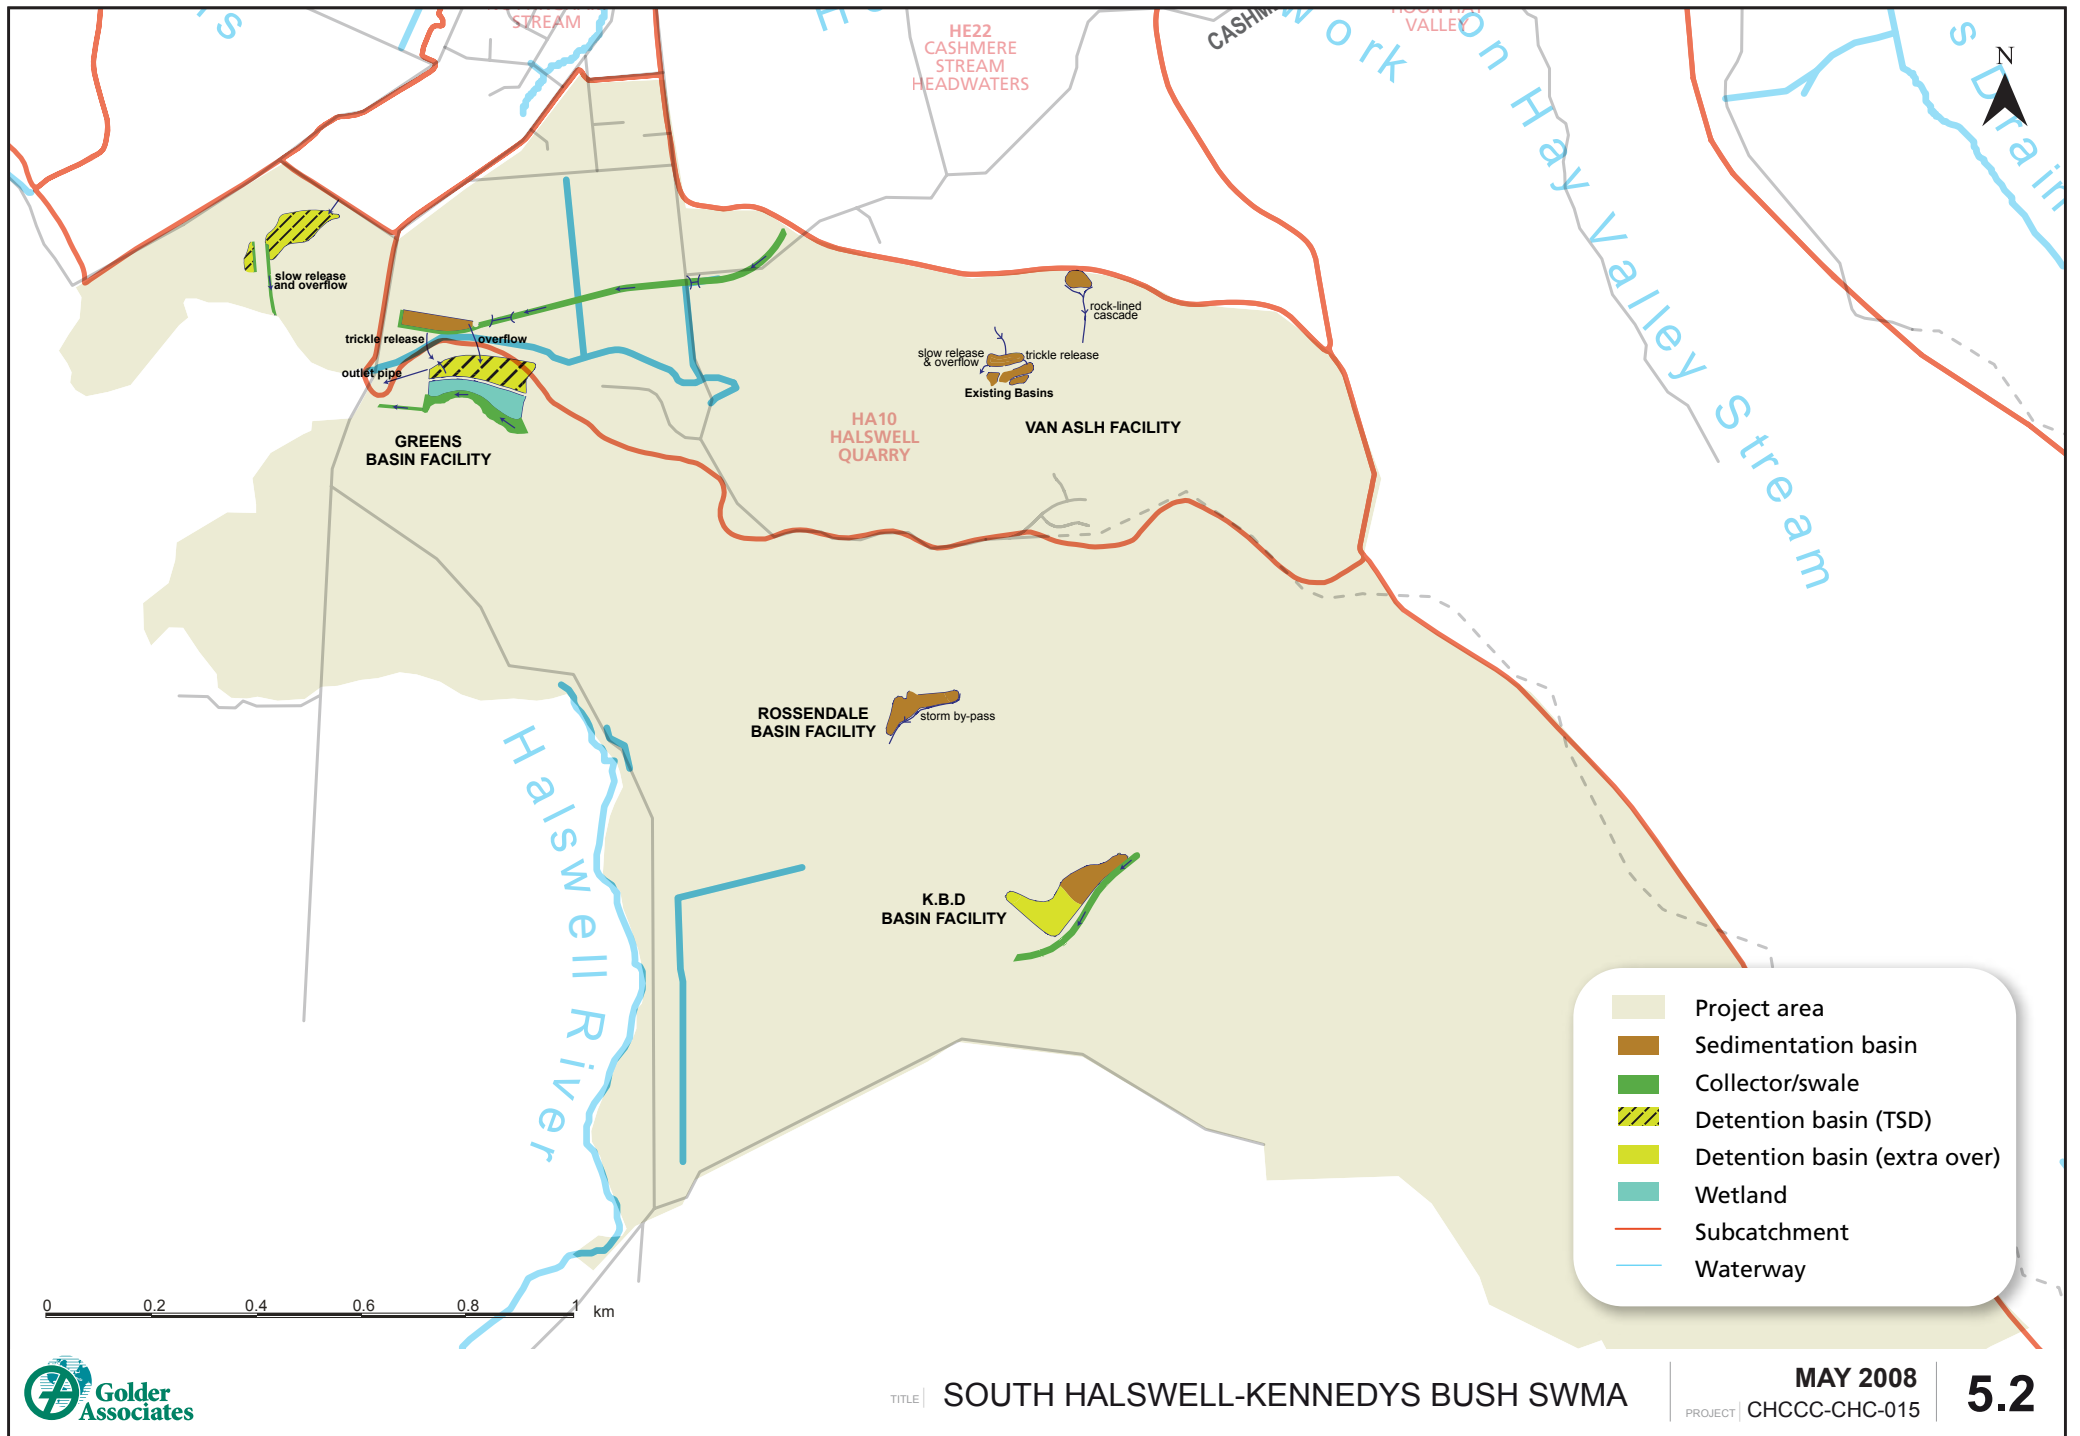 STREAM
HE22
CASHMERE
STREAM
HEADWATERS
VALLEY
work
on Hay Valley Stream
s Drain
N
slow release
and overflow
trickle release
overflow
outlet pipe
GREENS
BASIN FACILITY
rock-lined
cascade
slow release
& overflow
trickle release
Existing Basins
VAN ASLH FACILITY
HA10
HALSWELL
QUARRY
ROSSENDALE
BASIN FACILITY
storm by-pass
Halswell River
K.B.D
BASIN FACILITY
Project area
Sedimentation basin
Collector/swale
Detention basin (TSD)
Detention basin (extra over)
Wetland
Subcatchment
Waterway
0 0.2 0.4 0.6 0.8 1 km
Golder
Associates
TITLE SOUTH HALSWELL-KENNEDYS BUSH SWMA
MAY 2008
PROJECT CHCCC-CHC-015
5.2